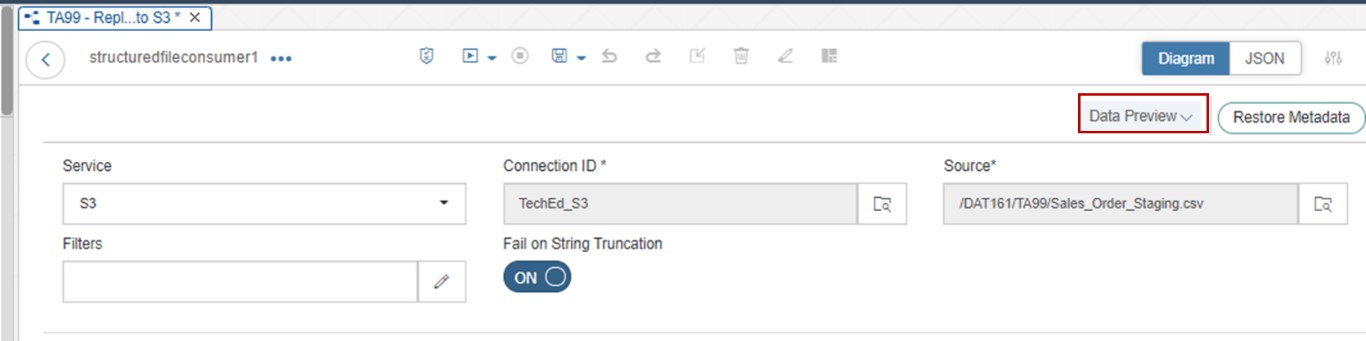 TA99 - Repl...to S3 *
structuredfileconsumer1
Diagram JSON
Data Preview Restore Metadata
Service Connection ID * Source*
S3 TechEd_S3 /DAT161/TA99/Sales_Order_Staging.csv
Filters Fail on String Truncation
ON